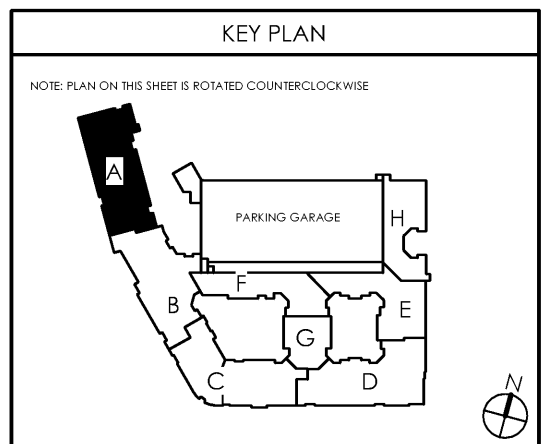 KEY PLAN
NOTE: PLAN ON THIS SHEET IS ROTATED COUNTERCLOCKWISE
A
PARKING GARAGE
H
F
B
E
G
C
D
N